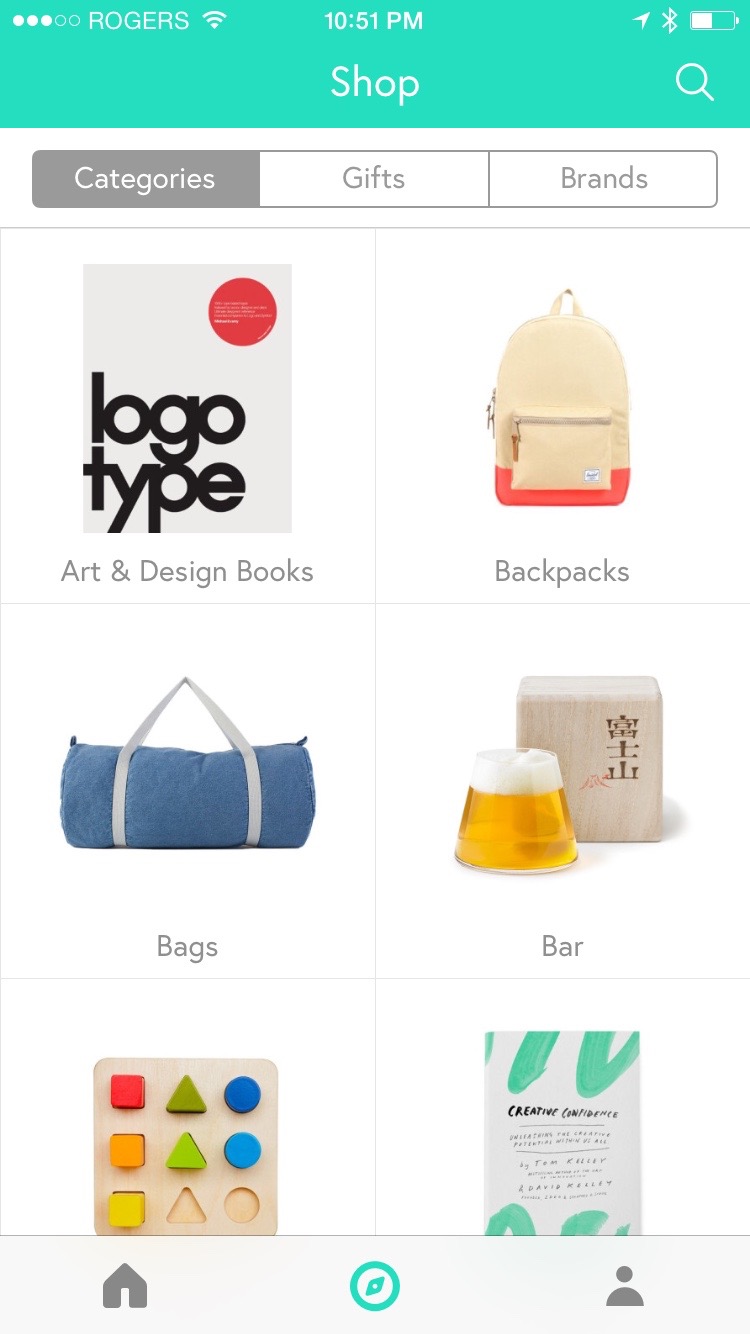 ROGERS
10:51 PM
Shop
Categories
Gifts
Brands
logo
type
Art & Design Books
Backpacks
Bags
富士山
Bar
CREATIVE CONFIDENCE
UNLEASHING THE CREATIVE
POTENTIAL WITHIN US ALL
by TOM KELLEY
& DAVID KELLEY